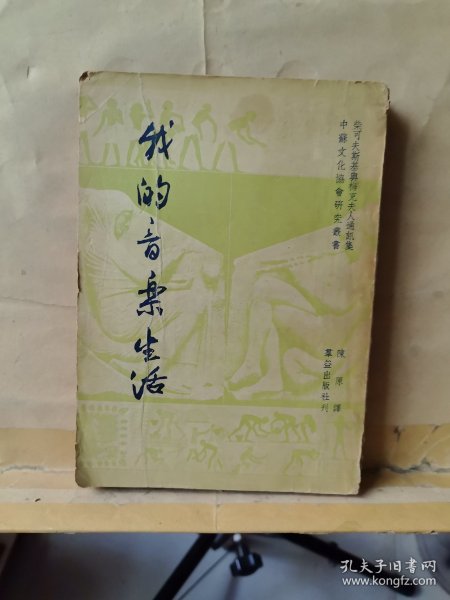 柴可夫斯基與梅克夫人通訊集
中蘇文化協會研究叢書
我的音樂生活
陳原譯
羣益出版社刊
孔夫子旧书网
www.kongfz.com